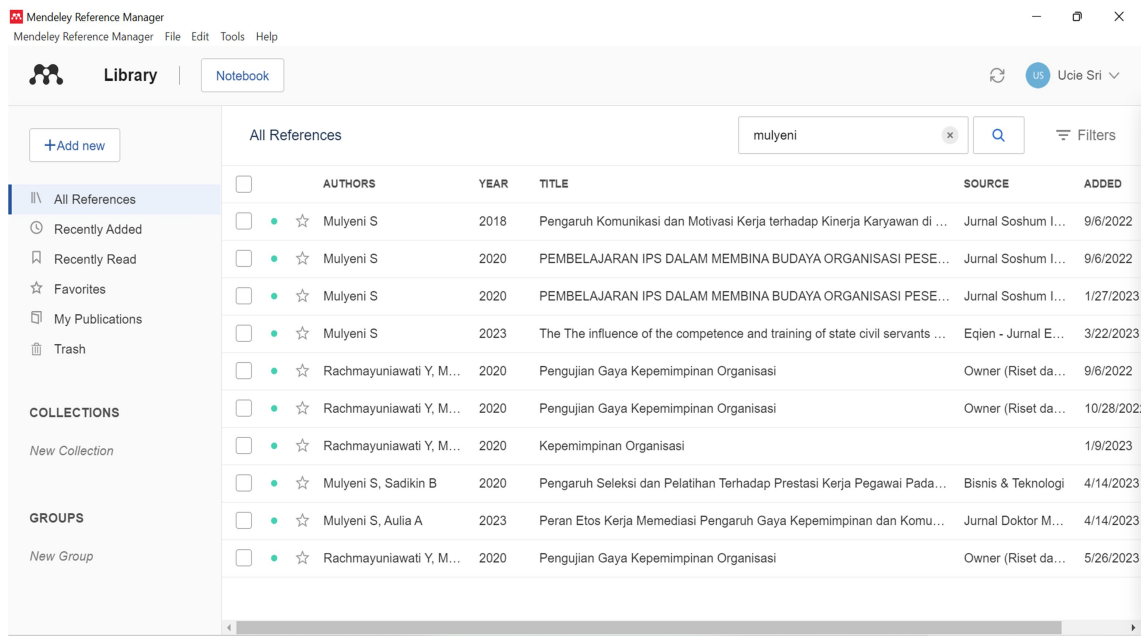 Mendeley Reference Manager
Mendeley Reference Manager File Edit Tools Help
Library Notebook US Ucie Sri
+Add new All References mulyeni Filters
AUTHORS YEAR TITLE SOURCE ADDED
All References
Recently Added
Recently Read
Favorites
My Publications
Trash
COLLECTIONS
New Collection
GROUPS
New Group
Mulyeni S 2018 Pengaruh Komunikasi dan Motivasi Kerja terhadap Kinerja Karyawan di ... Jurnal Soshum I... 9/6/2022
Mulyeni S 2020 PEMBELAJARAN IPS DALAM MEMBINA BUDAYA ORGANISASI PESE... Jurnal Soshum I... 9/6/2022
Mulyeni S 2020 PEMBELAJARAN IPS DALAM MEMBINA BUDAYA ORGANISASI PESE... Jurnal Soshum I... 1/27/2023
Mulyeni S 2023 The The influence of the competence and training of state civil servants ... Eqien - Jurnal E... 3/22/2023
Rachmayuniawati Y, M... 2020 Pengujian Gaya Kepemimpinan Organisasi Owner (Riset da... 9/6/2022
Rachmayuniawati Y, M... 2020 Pengujian Gaya Kepemimpinan Organisasi Owner (Riset da... 10/28/202
Rachmayuniawati Y, M... 2020 Kepemimpinan Organisasi 1/9/2023
Mulyeni S, Sadikin B 2020 Pengaruh Seleksi dan Pelatihan Terhadap Prestasi Kerja Pegawai Pada... Bisnis & Teknologi 4/14/2023
Mulyeni S, Aulia A 2023 Peran Etos Kerja Memediasi Pengaruh Gaya Kepemimpinan dan Komu... Jurnal Doktor M... 4/14/2023
Rachmayuniawati Y, M... 2020 Pengujian Gaya Kepemimpinan Organisasi Owner (Riset da... 5/26/2023